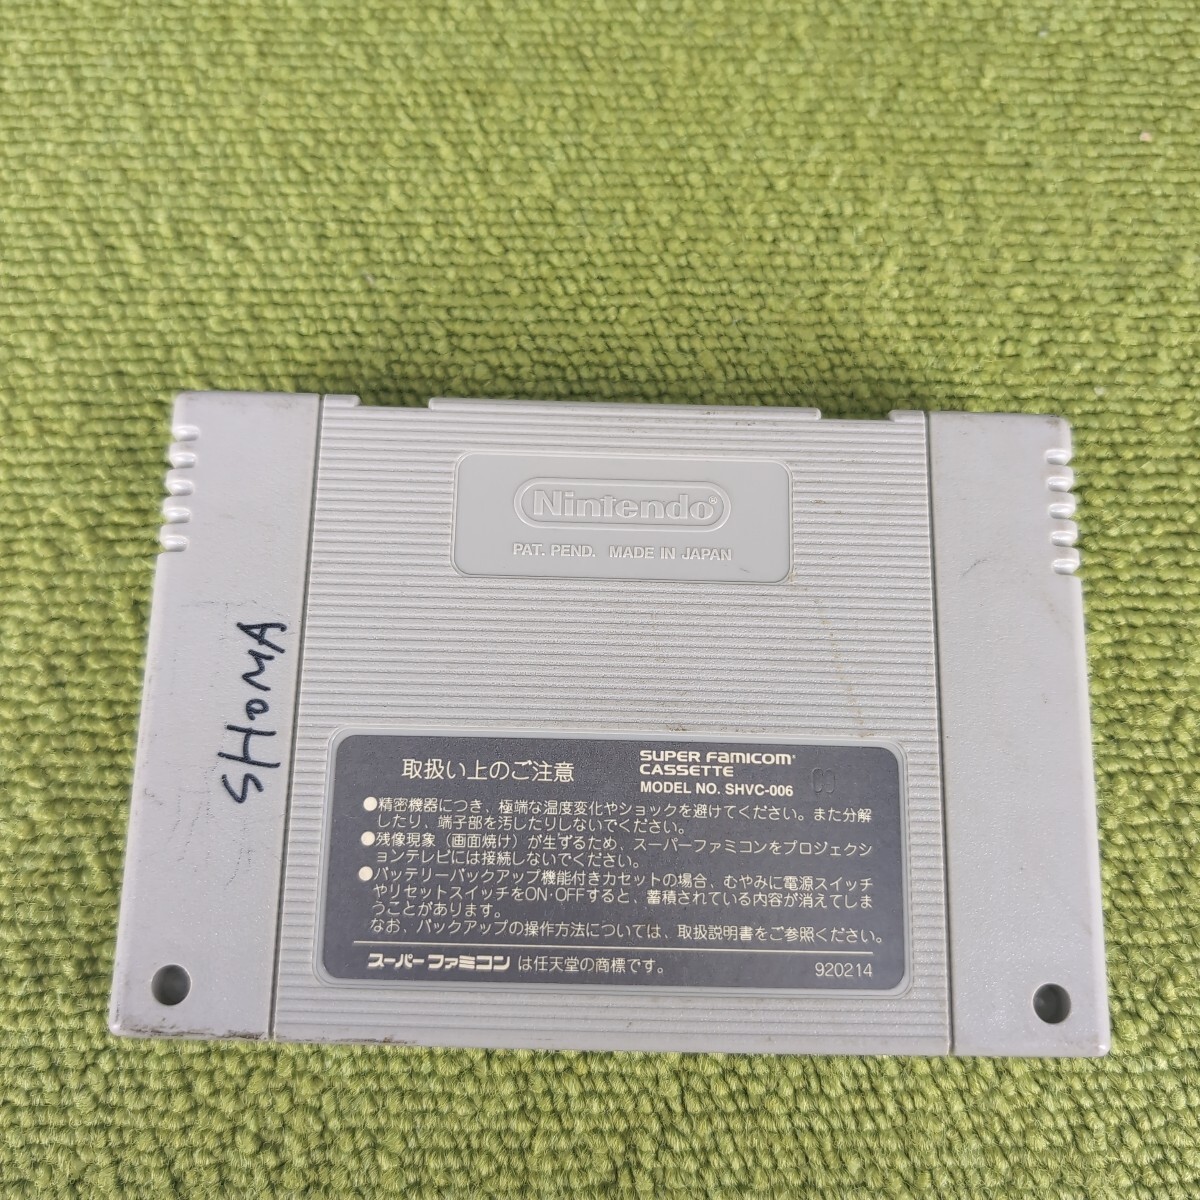 Nintendo®
PAT. PEND. MADE IN JAPAN
SHOMA
取扱い上のご注意
SUPER FAMICOM
CASSETTE
MODEL NO. SHVC-006
●精密機器につき、極端な温度変化やショックを避けてください。また分解
したり、端子部を汚したりしないでください。
●残像現象（画面焼け）が生ずるため、スーパーファミコンをプロジェクシ
ョンテレビには接続しないでください。
●バッテリーバックアップ機能付きカセットの場合、むやみに電源スイッチ
やリセットスイッチをON・OFFすると、蓄積されている内容が消えてしま
うことがあります。
なお、バックアップの操作方法については、取扱説明書をご参照ください。
スーパーファミコン は任天堂の商標です。
920214